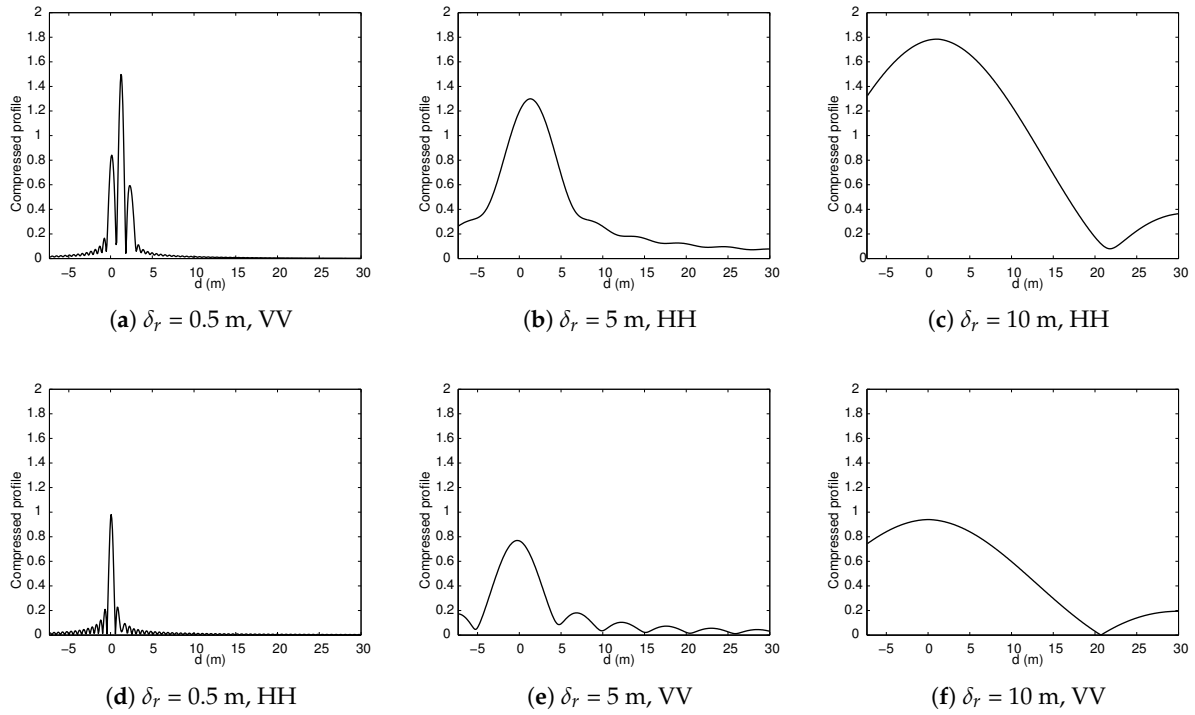 2
1.8
1.6
1.4
1.2
1
0.8
0.6
0.4
0.2
0
Compressed profile
−5 0 5 10 15 20 25 30
d (m)
(a) δr = 0.5 m, VV
2
1.8
1.6
1.4
1.2
1
0.8
0.6
0.4
0.2
0
Compressed profile
−5 0 5 10 15 20 25 30
d (m)
(b) δr = 5 m, HH
2
1.8
1.6
1.4
1.2
1
0.8
0.6
0.4
0.2
0
Compressed profile
−5 0 5 10 15 20 25 30
d (m)
(c) δr = 10 m, HH
2
1.8
1.6
1.4
1.2
1
0.8
0.6
0.4
0.2
0
Compressed profile
−5 0 5 10 15 20 25 30
d (m)
(d) δr = 0.5 m, HH
2
1.8
1.6
1.4
1.2
1
0.8
0.6
0.4
0.2
0
Compressed profile
−5 0 5 10 15 20 25 30
d (m)
(e) δr = 5 m, VV
2
1.8
1.6
1.4
1.2
1
0.8
0.6
0.4
0.2
0
Compressed profile
−5 0 5 10 15 20 25 30
d (m)
(f) δr = 10 m, VV